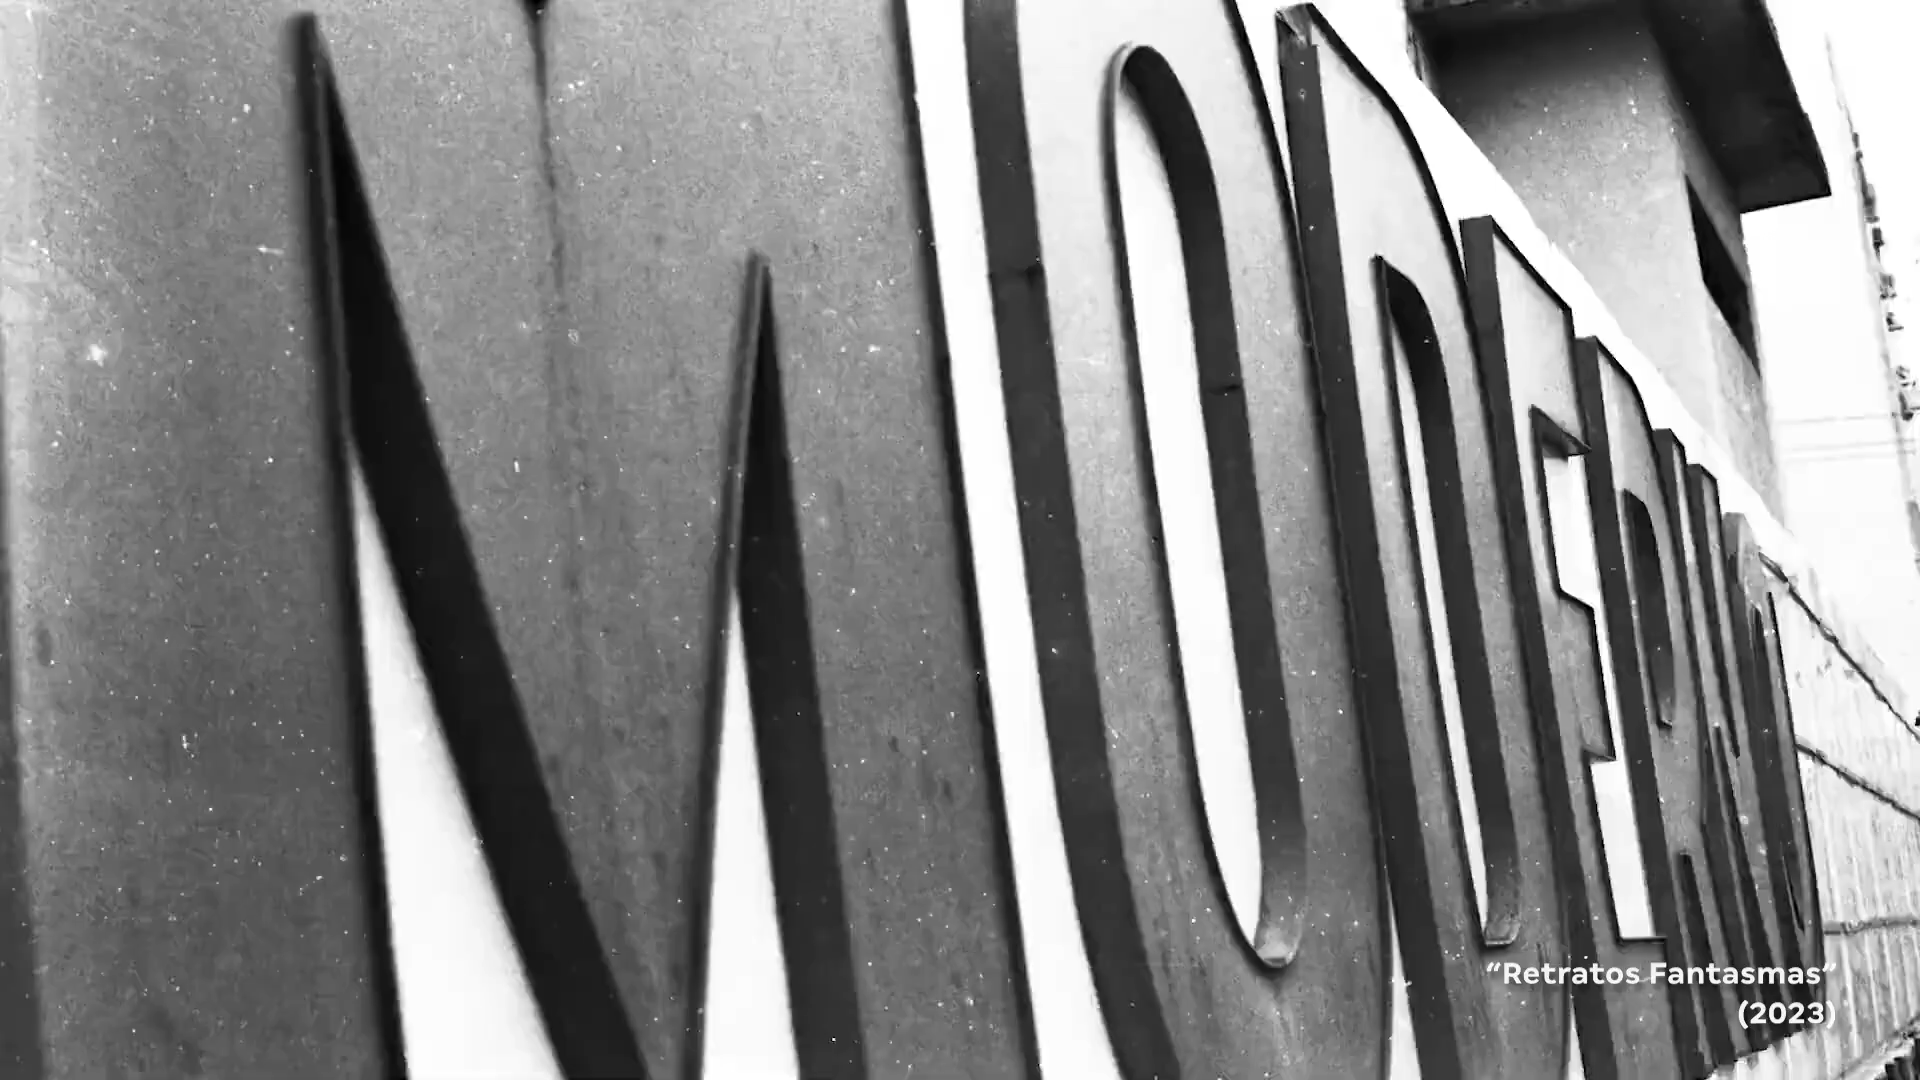 MODERNO
“Retratos Fantasmas”
(2023)